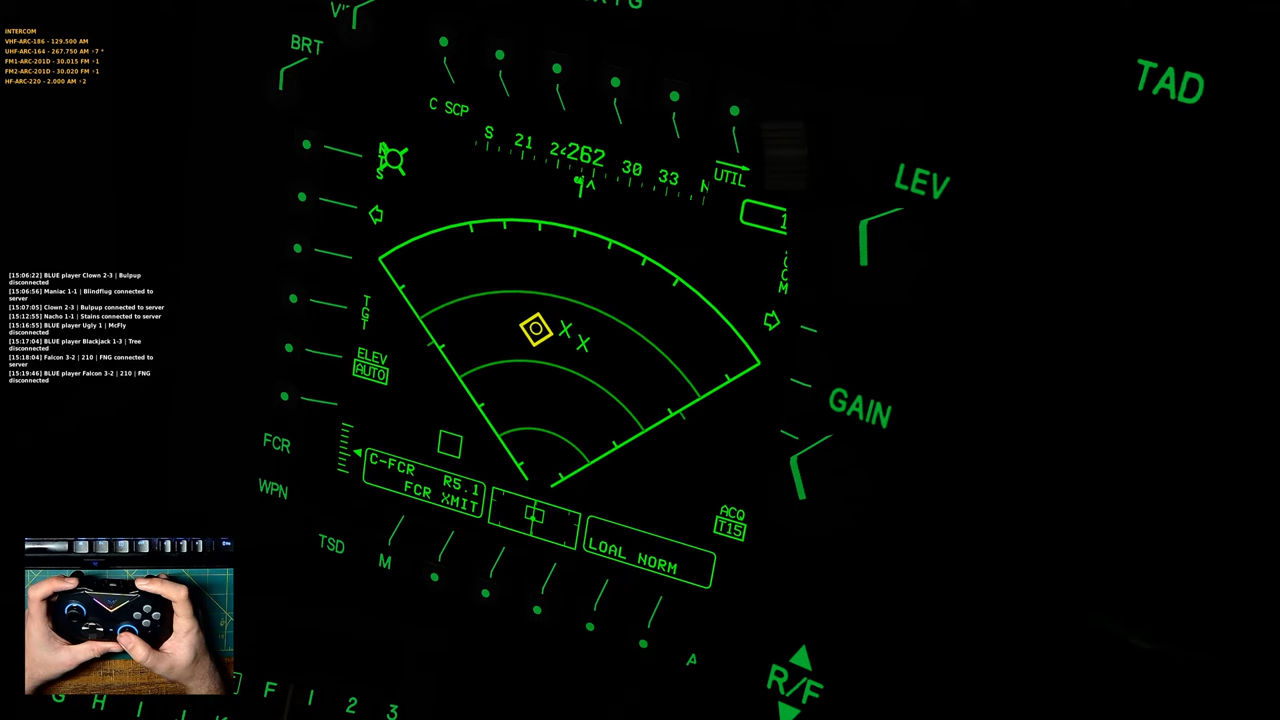 INTERCOM
VHF-ARC-186 - 129.500 AM
UHF-ARC-164 - 267.750 AM
FM1-ARC-201D - 30.015 FM
FM2-ARC-201D - 30.020 FM
HF-ARC-220 - 2.000 AM
BRT
TAD
C SCP
S 21 262 30 33 N
UTIL
LEV
[15:06:22] BLUE player Clown 2-3 | Bulpup
disconnected
[15:06:56] Maniac 1-1 | Blindflug connected to
server
[15:07:05] Clown 2-3 | Bulpup connected to server
[15:12:55] Nacho 1-1 | Stains connected to server
[15:16:55] BLUE player Ugly 1 | McFly
disconnected
[15:17:04] BLUE player Blackjack 1-3 | Tree
disconnected
[15:18:04] Falcon 3-2 | 210 | FNG connected to
server
[15:19:46] BLUE player Falcon 3-2 | 210 | FNG
disconnected
TGT
X X
ELEV
AUTO
GAIN
FCR
C-FCR R5.1
FCR XMIT
WPN
ACQ
T15
LOAL NORM
TSD
M
A
R/F
G H I
F 1 2 3